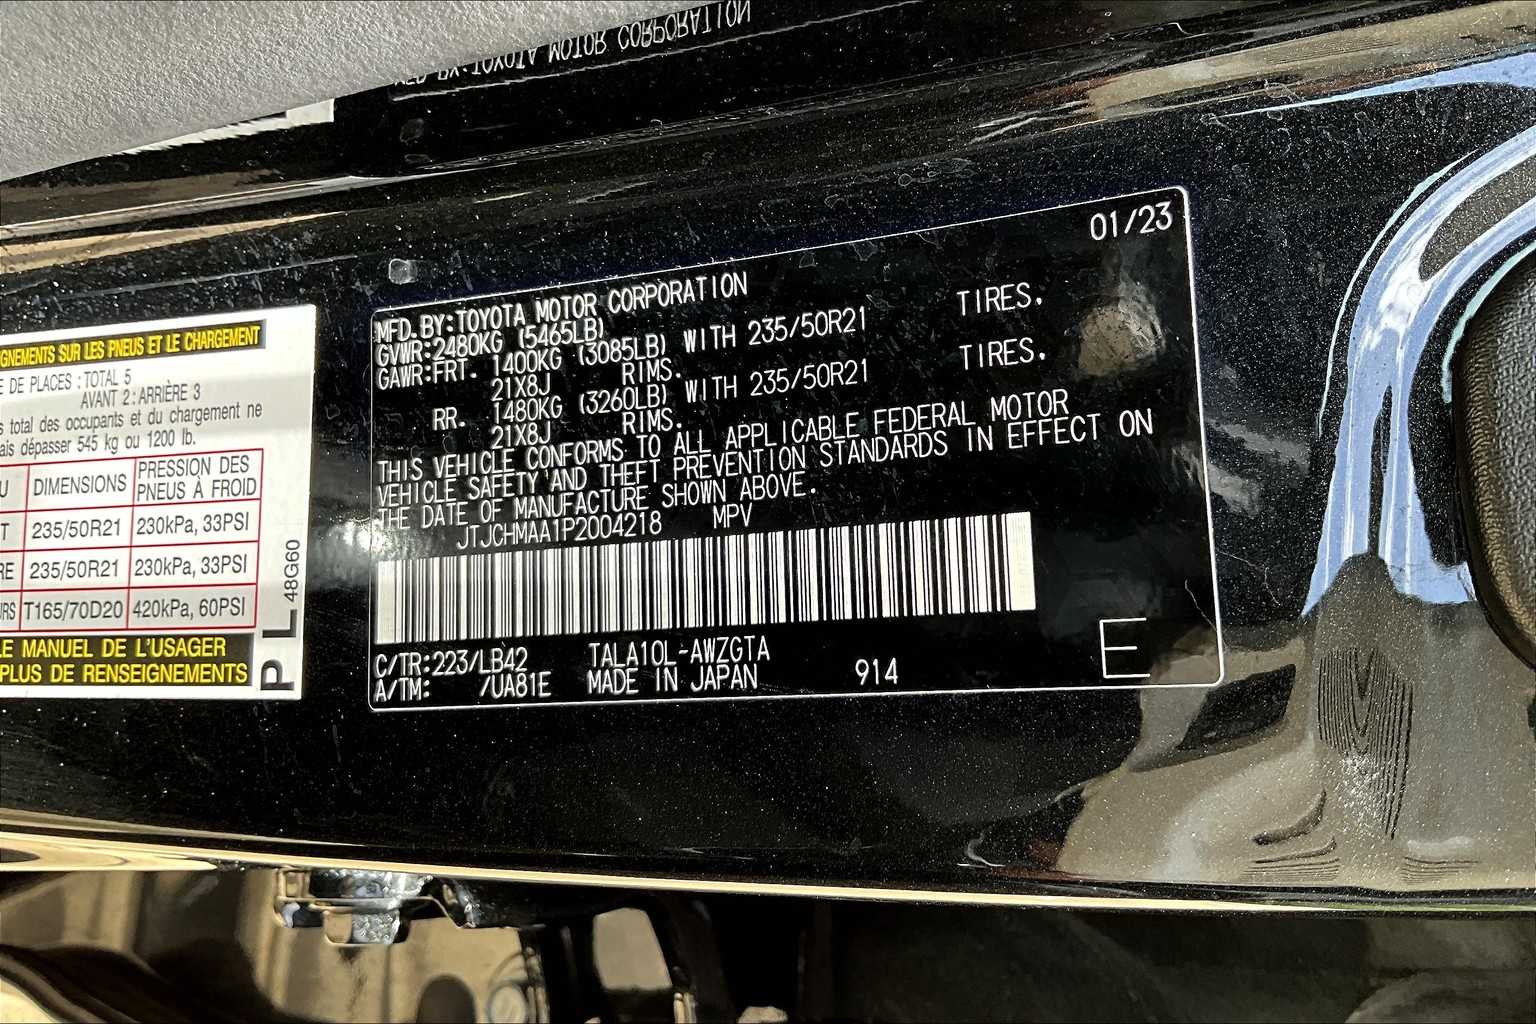 TOYOTA MOTOR CORPORATION
01/23
MFD. BY:TOYOTA MOTOR CORPORATION
GVWR:2480KG (5465LB)
GAWR:FRT. 1400KG (3085LB) WITH 235/50R21 TIRES.
21X8J RIMS.
RR. 1480KG (3260LB) WITH 235/50R21 TIRES.
21X8J RIMS.
THIS VEHICLE CONFORMS TO ALL APPLICABLE FEDERAL MOTOR
VEHICLE SAFETY AND THEFT PREVENTION STANDARDS IN EFFECT ON
THE DATE OF MANUFACTURE SHOWN ABOVE.
JTJCHMAA1P2004218 MPV
C/TR:223/LB42 TALA10L-AWZGTA
A/TM: /UA81E MADE IN JAPAN 914
E
SUR LES PNEUS ET LE CHARGEMENT
DE PLACES :TOTAL 5
AVANT 2:ARRIÈRE 3
total des occupants et du chargement ne
dépasser 545 kg ou 1200 lb.
DIMENSIONS PRESSION DES
PNEUS À FROID
235/50R21 230kPa, 33PSI
235/50R21 230kPa, 33PSI
T165/70D20 420kPa, 60PSI
LE MANUEL DE L'USAGER
PLUS DE RENSEIGNEMENTS
P L 48G60